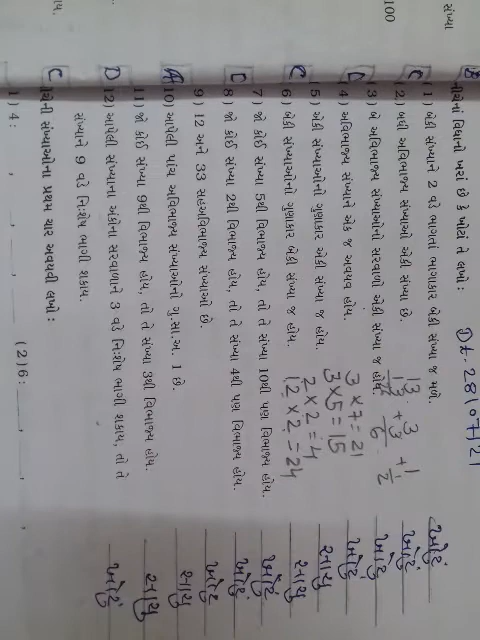 સંખ્યા
100
નીચેનાં વિધાનો ખરાં છે કે ખોટાં તે લખો : Dt-28/07/21
C 1) બેકી સંખ્યાને 2 વડે ભાગતાં ભાગાકાર બેકી સંખ્યા જ મળે. ખોટું
2) બધી અવિભાજ્ય સંખ્યાઓ એકી સંખ્યા છે. ખોટું
3) બે અવિભાજ્ય સંખ્યાઓનો સરવાળો એકી સંખ્યા જ હોય. ખોટું
4) અવિભાજ્ય સંખ્યાને એક જ અવયવ હોય. 3 x 7 = 21 ખોટું
5) એકી સંખ્યાઓનો ગુણાકાર એકી સંખ્યા જ હોય. 3 x 5 = 15 સાચુ
C 6) બેકી સંખ્યાઓનો ગુણાકાર બેકી સંખ્યા જ હોય. 2 x 2 = 4 12 x 2 = 24 સાચુ
7) જો કોઈ સંખ્યા 5થી વિભાજ્ય હોય, તો તે સંખ્યા 10થી પણ વિભાજ્ય હોય. ખોટું
8) જો કોઈ સંખ્યા 2થી વિભાજ્ય હોય, તો તે સંખ્યા 4થી પણ વિભાજ્ય હોય. ખોટું
9) 12 અને 33 સહઅવિભાજ્ય સંખ્યાઓ છે. ખોટુ
A 10) આપેલી પાંચ અવિભાજ્ય સંખ્યાઓનો ગુ.સા.અ. 1 છે. સાચુ
11) જો કોઈ સંખ્યા 9થી વિભાજ્ય હોય, તો તે સંખ્યા 3થી વિભાજ્ય હોય. સાચુ
D 12) આપેલી સંખ્યાના અંકોના સરવાળાને 3 વડે નિઃશેષ ભાગી શકાય, તો તે ખોટું
સંખ્યાને 9 વડે નિઃશેષ ભાગી શકાય.
C નીચેની સંખ્યાઓના પ્રથમ ચાર અવયવી લખો :
1) 4 : , , , (2) 6 : , , ,